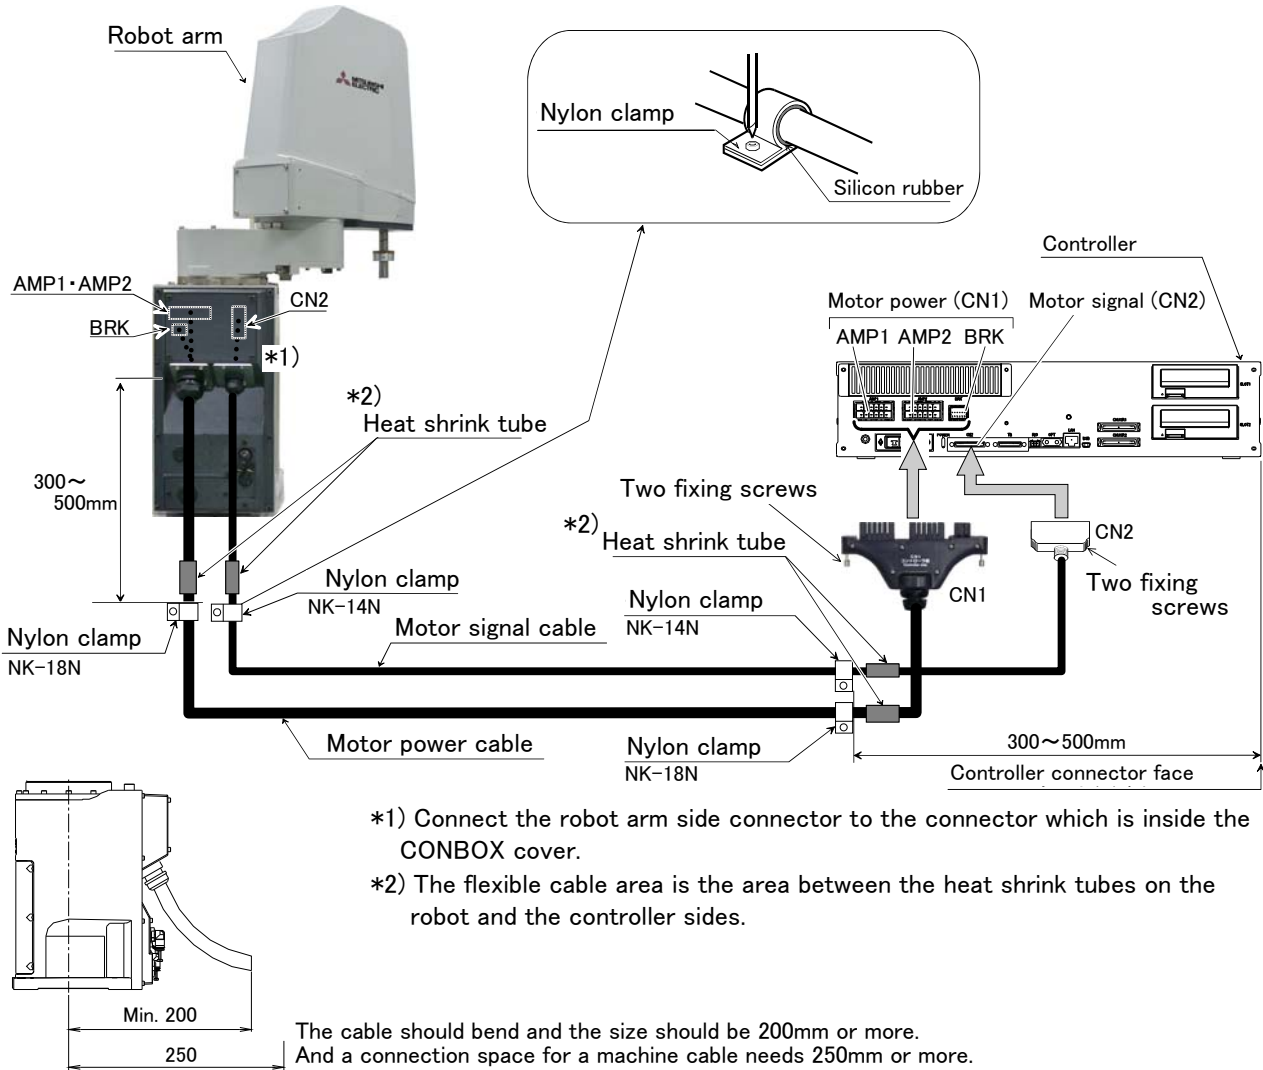 Robot arm
MITSUBISHI
ELECTRIC
Nylon clamp
Silicon rubber
Controller
AMP1・AMP2
CN2
BRK
*1)
Motor power (CN1)
Motor signal (CN2)
AMP1 AMP2 BRK
*2)
Heat shrink tube
300～
500mm
Two fixing screws
*2)
Heat shrink tube
CN2
CN1
Two fixing
screws
Nylon clamp
NK-14N
Nylon clamp
NK-14N
Nylon clamp
NK-18N
Motor signal cable
Motor power cable
Nylon clamp
NK-18N
300～500mm
Controller connector face
*1) Connect the robot arm side connector to the connector which is inside the
CONBOX cover.
*2) The flexible cable area is the area between the heat shrink tubes on the
robot and the controller sides.
Min. 200
250
The cable should bend and the size should be 200mm or more.
And a connection space for a machine cable needs 250mm or more.